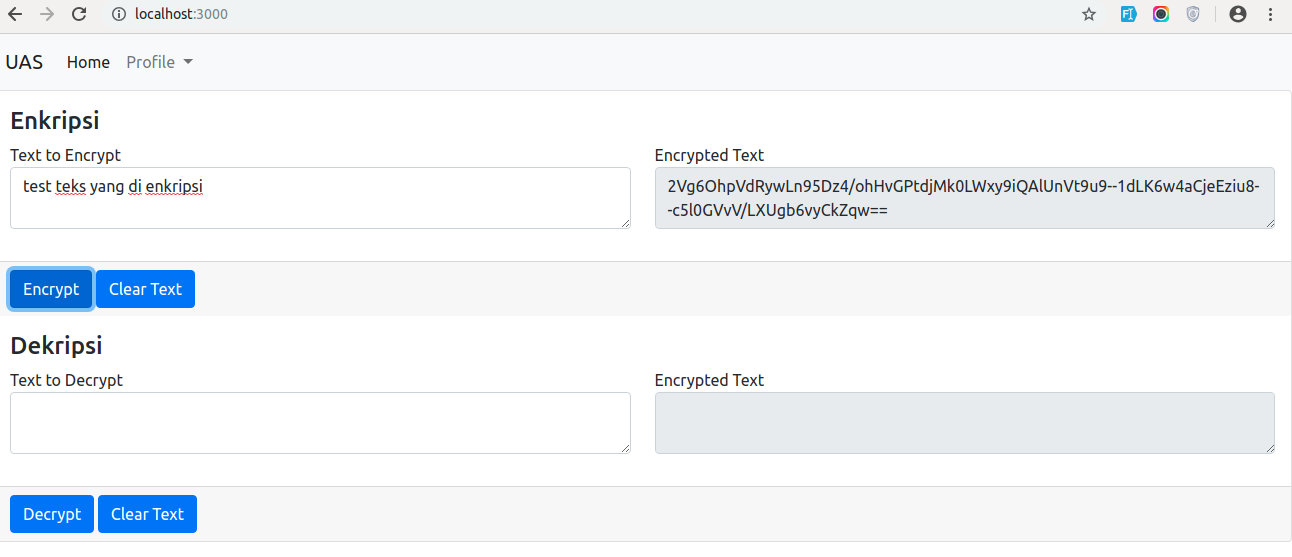 localhost:3000
UAS Home Profile
Enkripsi
Text to Encrypt
Encrypted Text
test teks yang di enkripsi
2Vg6OhpVdRywLn95Dz4/ohHvGPtdjMk0LWxy9iQAlUnVt9u9--1dLK6w4aCjeEziu8-
-c5l0GVvV/LXUgb6vyCkZqw==
Encrypt Clear Text
Dekripsi
Text to Decrypt
Encrypted Text
Decrypt Clear Text